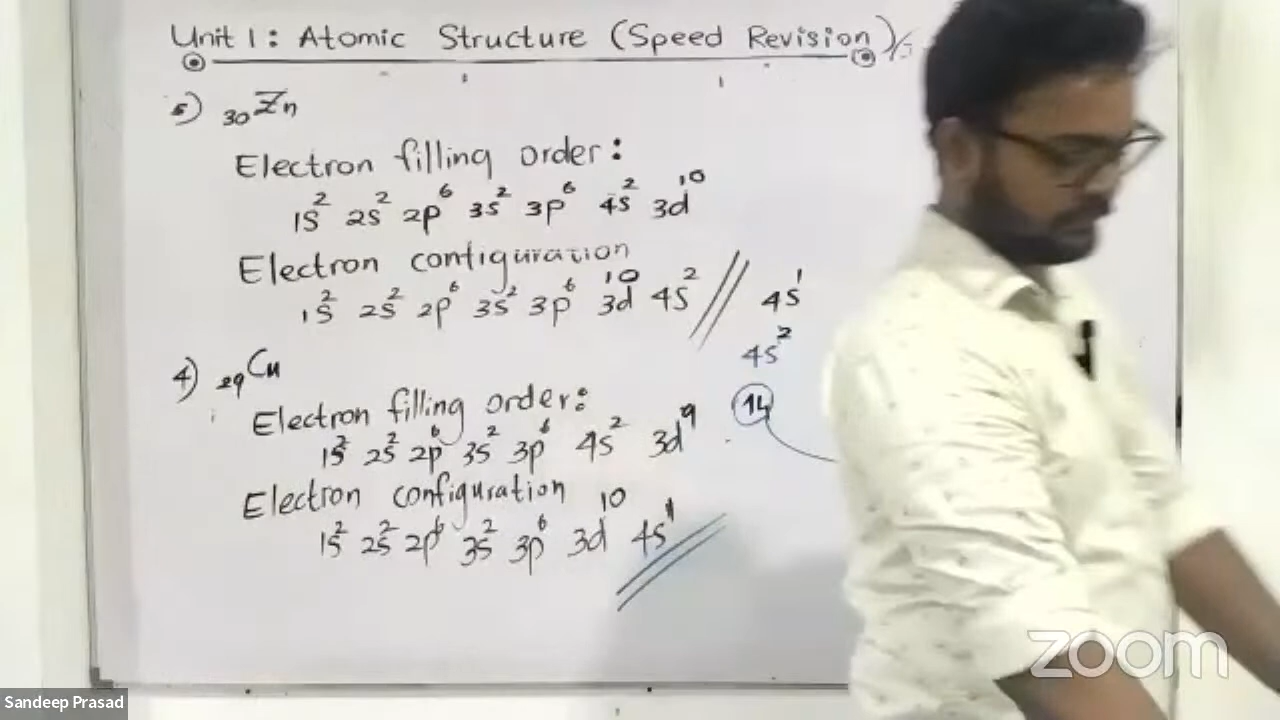 Unit 1: Atomic Structure (Speed Revision)
5) ₃₀Zn
Electron filling order:
1s² 2s² 2p⁶ 3s² 3p⁶ 4s² 3d¹⁰
Electron configuration
1s² 2s² 2p⁶ 3s² 3p⁶ 3d¹⁰ 4s²
4s¹
4s²
14
4) ₂₉Cu
Electron filling order:
1s² 2s² 2p⁶ 3s² 3p⁶ 4s² 3d⁹
Electron configuration
1s² 2s² 2p⁶ 3s² 3p⁶ 3d¹⁰ 4s¹
zoom
Sandeep Prasad